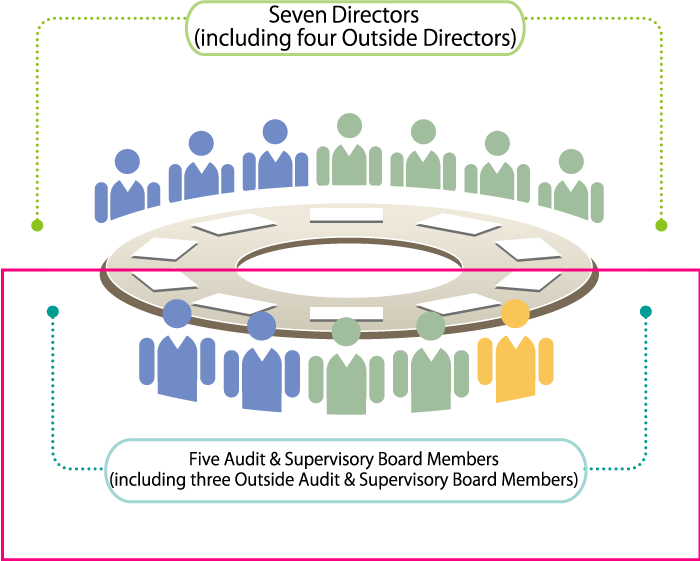 Seven Directors
(including four Outside Directors)
Five Audit & Supervisory Board Members
(including three Outside Audit & Supervisory Board Members)